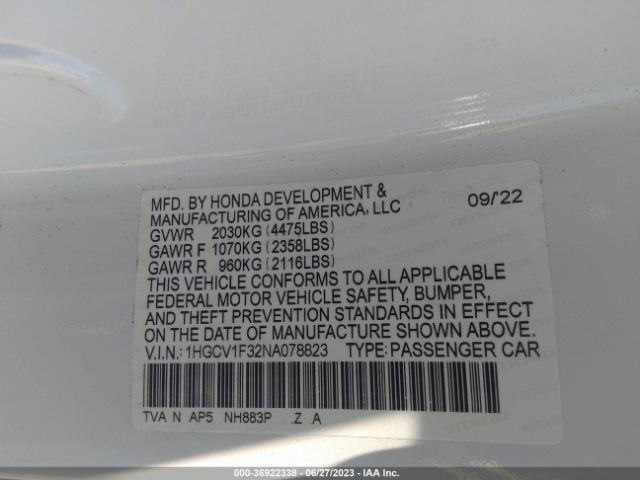 MFD. BY HONDA DEVELOPMENT &
MANUFACTURING OF AMERICA, LLC 09/'22
GVWR 2030KG (4475LBS)
GAWR F 1070KG (2358LBS)
GAWR R 960KG (2116LBS)
THIS VEHICLE CONFORMS TO ALL APPLICABLE
FEDERAL MOTOR VEHICLE SAFETY, BUMPER,
AND THEFT PREVENTION STANDARDS IN EFFECT
ON THE DATE OF MANUFACTURE SHOWN ABOVE.
V.I.N.: 1HGCV1F32NA078823 TYPE: PASSENGER CAR
TVA N AP5 NH883P Z A
000-36922338 - 06/27/2023 - IAA Inc.